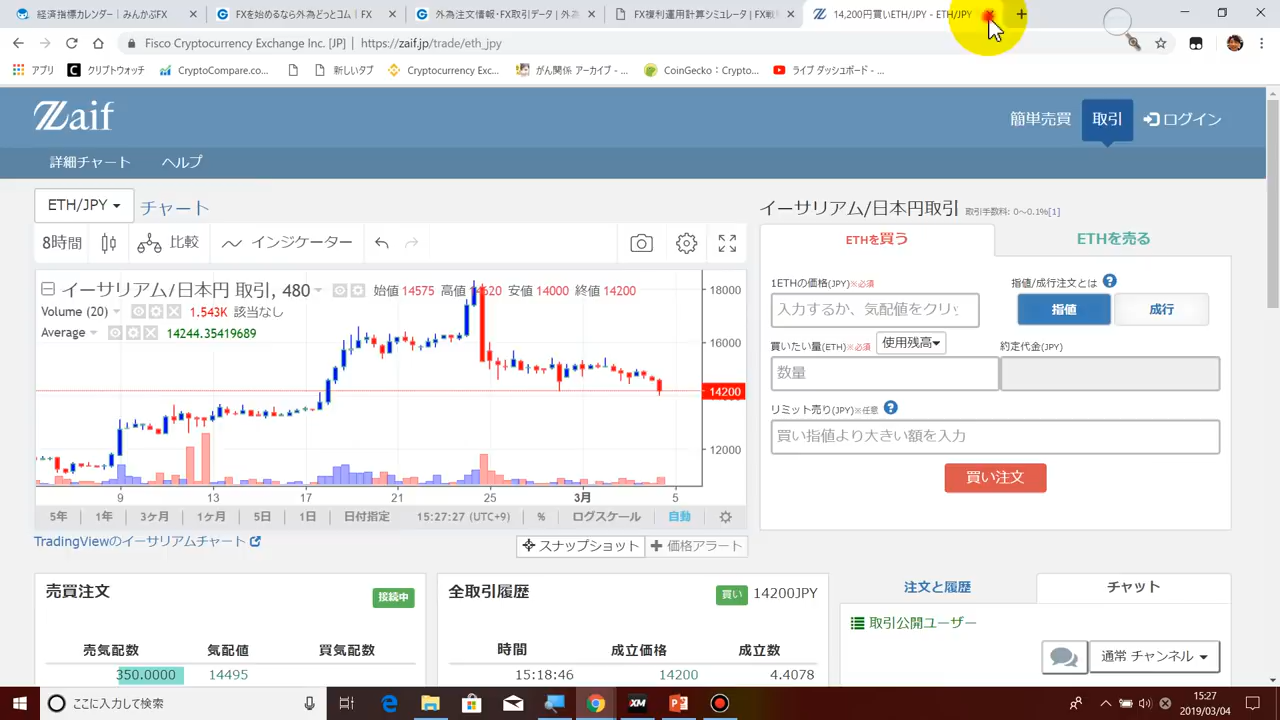 経済指標カレンダー | みんかぶFX
FXをはじめるなら外為どっとコム | FX
外為注文情報・FX取引データ | 外為
FX複利運用計算シミュレータ | FX戦
14,200円買いETH/JPY - ETH/JPY
Fisco Cryptocurrency Exchange Inc. [JP] | https://zaif.jp/trade/eth_jpy
アプリ
クリプトウォッチ
CryptoCompare.co...
新しいタブ
Cryptocurrency Exc...
がん関係 アーカイブ - ...
CoinGecko: Crypto...
ライブ ダッシュボード - ...
Zaif
簡単売買
取引
ログイン
詳細チャート
ヘルプ
ETH/JPY
チャート
8時間
比較
インジケーター
イーサリアム/日本円 取引, 480
始値 14575 高値 安値 14000 終値 14200
Volume (20)
1.543K 該当なし
Average
14244.35419689
18000
16000
14200
12000
9
13
17
21
25
3月
5
5年
1年
3ヶ月
1ヶ月
5日
1日
日付指定
15:27:27 (UTC+9)
%
ログスケール
自動
TradingViewのイーサリアムチャート
スナップショット
価格アラート
イーサリアム/日本円取引 取引手数料: 0〜0.1%[1]
ETHを買う
ETHを売る
1ETHの価格(JPY)※必須
指値/成行注文とは
入力するか、気配値をクリ
指値
成行
買いたい量(ETH)※必須
使用残高
約定代金(JPY)
数量
リミット売り(JPY)※任意
買い指値より大きい額を入力
買い注文
売買注文
接続中
売気配数
気配値
買気配数
350.0000
14495
全取引履歴
買い
14200JPY
時間
成立価格
成立数
15:18:46
14200
4.4078
注文と履歴
チャット
取引公開ユーザー
通常 チャンネル
ここに入力して検索
XM
15:27
2019/03/04